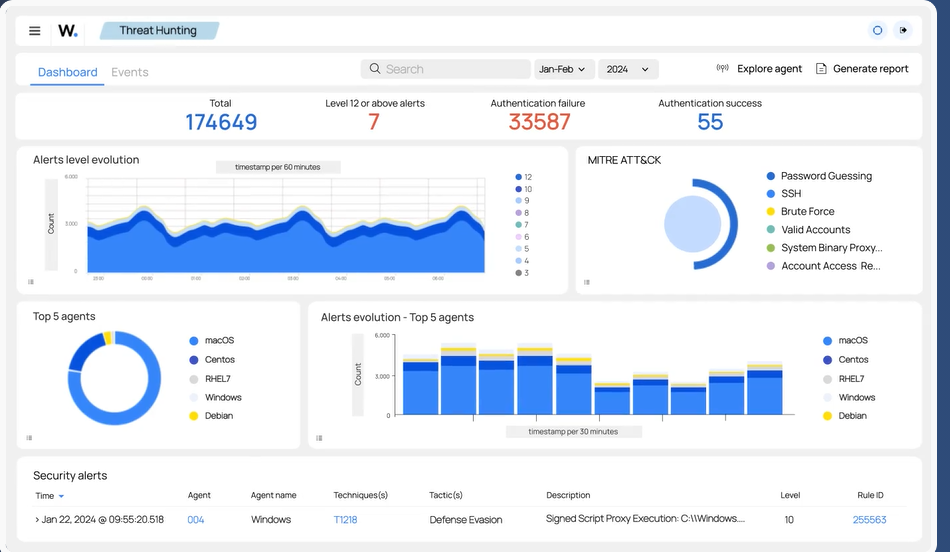 W. Threat Hunting
Dashboard Events Search Jan-Feb 2024 Explore agent Generate report
Total Level 12 or above alerts Authentication failure Authentication success
174649 7 33587 55
Alerts level evolution
timestamp per 60 minutes
Count
6,000
3,000
0
12
10
9
8
7
6
5
4
3
MITRE ATT&CK
Password Guessing
SSH
Brute Force
Valid Accounts
System Binary Proxy...
Account Access Re...
Top 5 agents
macOS
Centos
RHEL7
Windows
Debian
Alerts evolution - Top 5 agents
Count
6,000
3,000
0
timestamp per 30 minutes
macOS
Centos
RHEL7
Windows
Debian
Security alerts
Time Agent Agent name Techniques(s) Tactic(s) Description Level Rule ID
Jan 22, 2024 @ 09:55:20.518 004 Windows T1218 Defense Evasion Signed Script Proxy Execution: C:\\Windows.... 10 255563